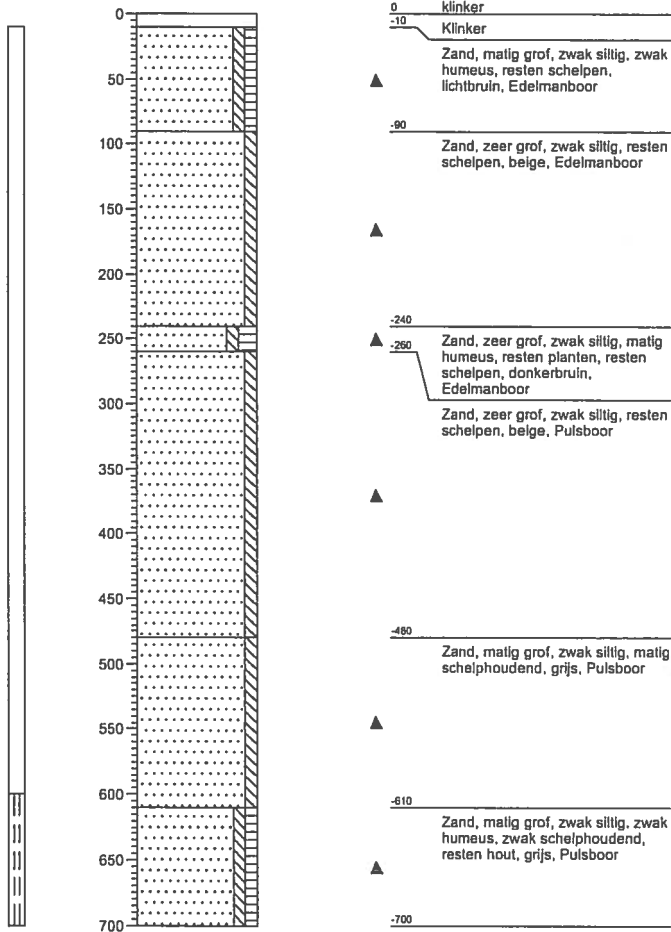 0
50
100
150
200
250
300
350
400
450
500
550
600
650
700
0 klinker
-10
Klinker
Zand, matig grof, zwak siltig, zwak
humeus, resten schelpen,
lichtbruin, Edelmanboor
-90
Zand, zeer grof, zwak siltig, resten
schelpen, beige, Edelmanboor
-240
Zand, zeer grof, zwak siltig, matig
humeus, resten planten, resten
schelpen, donkerbruin,
Edelmanboor
-260
Zand, zeer grof, zwak siltig, resten
schelpen, beige, Pulsboor
-480
Zand, matig grof, zwak siltig, matig
schelphoudend, grijs, Pulsboor
-610
Zand, matig grof, zwak siltig, zwak
humeus, zwak schelphoudend,
resten hout, grijs, Pulsboor
-700